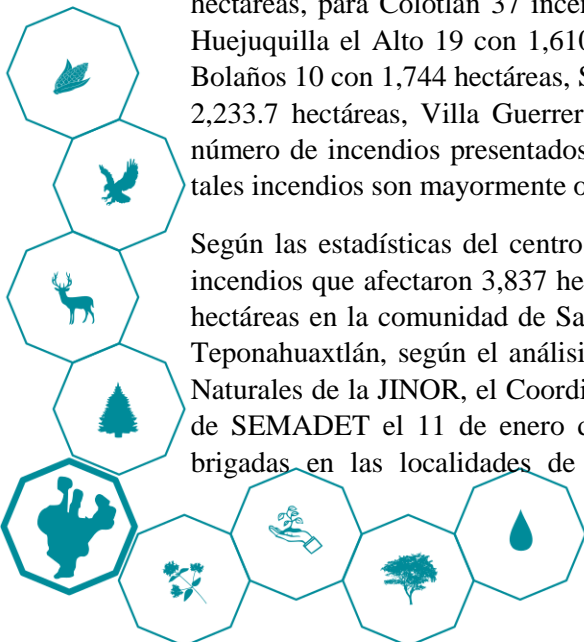 hectáreas, para Colotlán 37 incen
Huejuquilla el Alto 19 con 1,610
Bolaños 10 con 1,744 hectáreas, S
2,233.7 hectáreas, Villa Guerrer
número de incendios presentados
tales incendios son mayormente o
Según las estadísticas del centro
incendios que afectaron 3,837 he
hectáreas en la comunidad de Sa
Teponahuaxtlán, según el análisi
Naturales de la JINOR, el Coordi
de SEMADET el 11 de enero d
brigadas en las localidades de